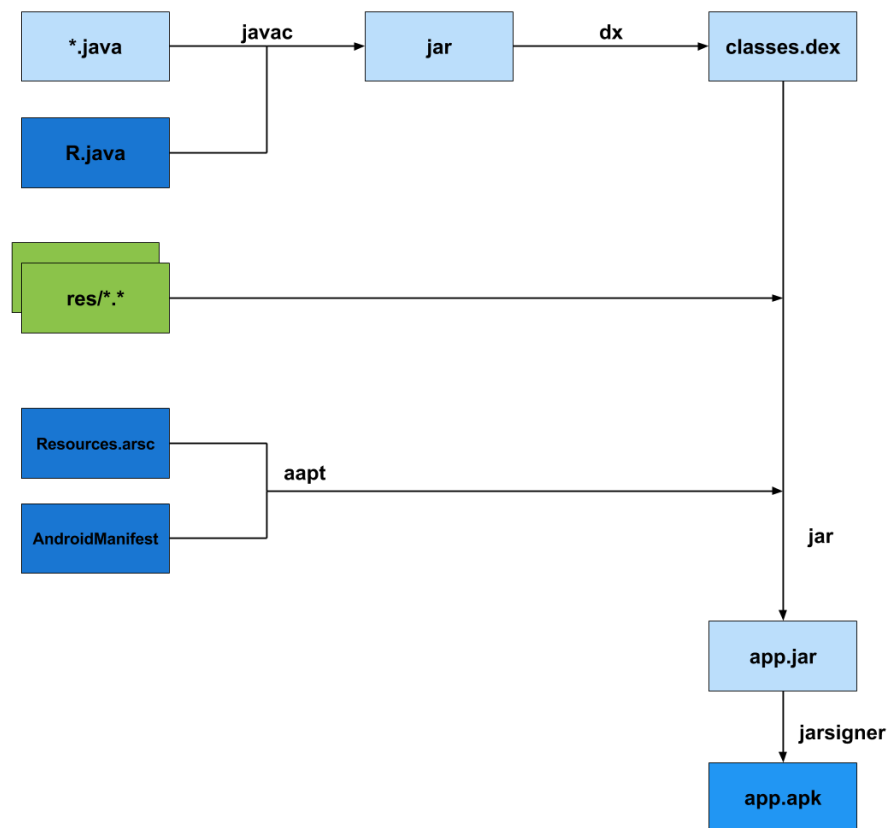 *.java
javac
jar
dx
classes.dex
R.java
res/*.*
Resources.arsc
aapt
AndroidManifest
jar
app.jar
jarsigner
app.apk